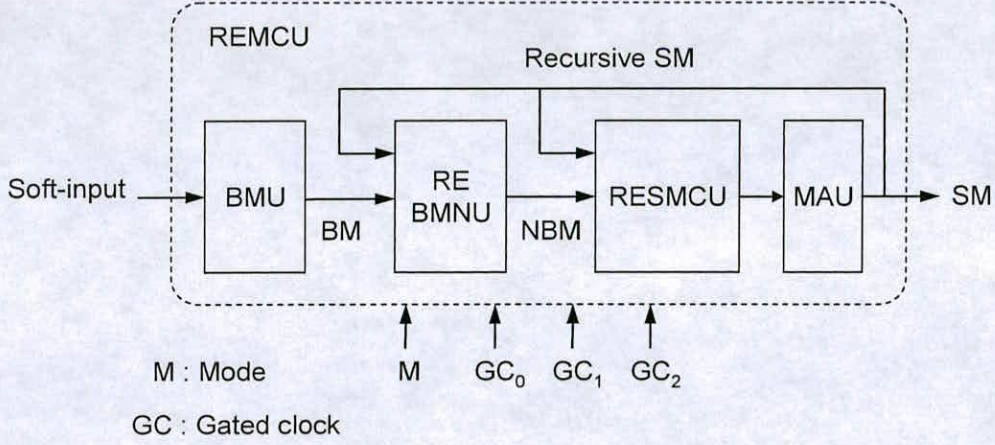 REMCU
Recursive SM
Soft-input
BMU
BM
RE
BMNU
NBM
RESMCU
MAU
SM
M : Mode
M
GC₀
GC₁
GC₂
GC : Gated clock